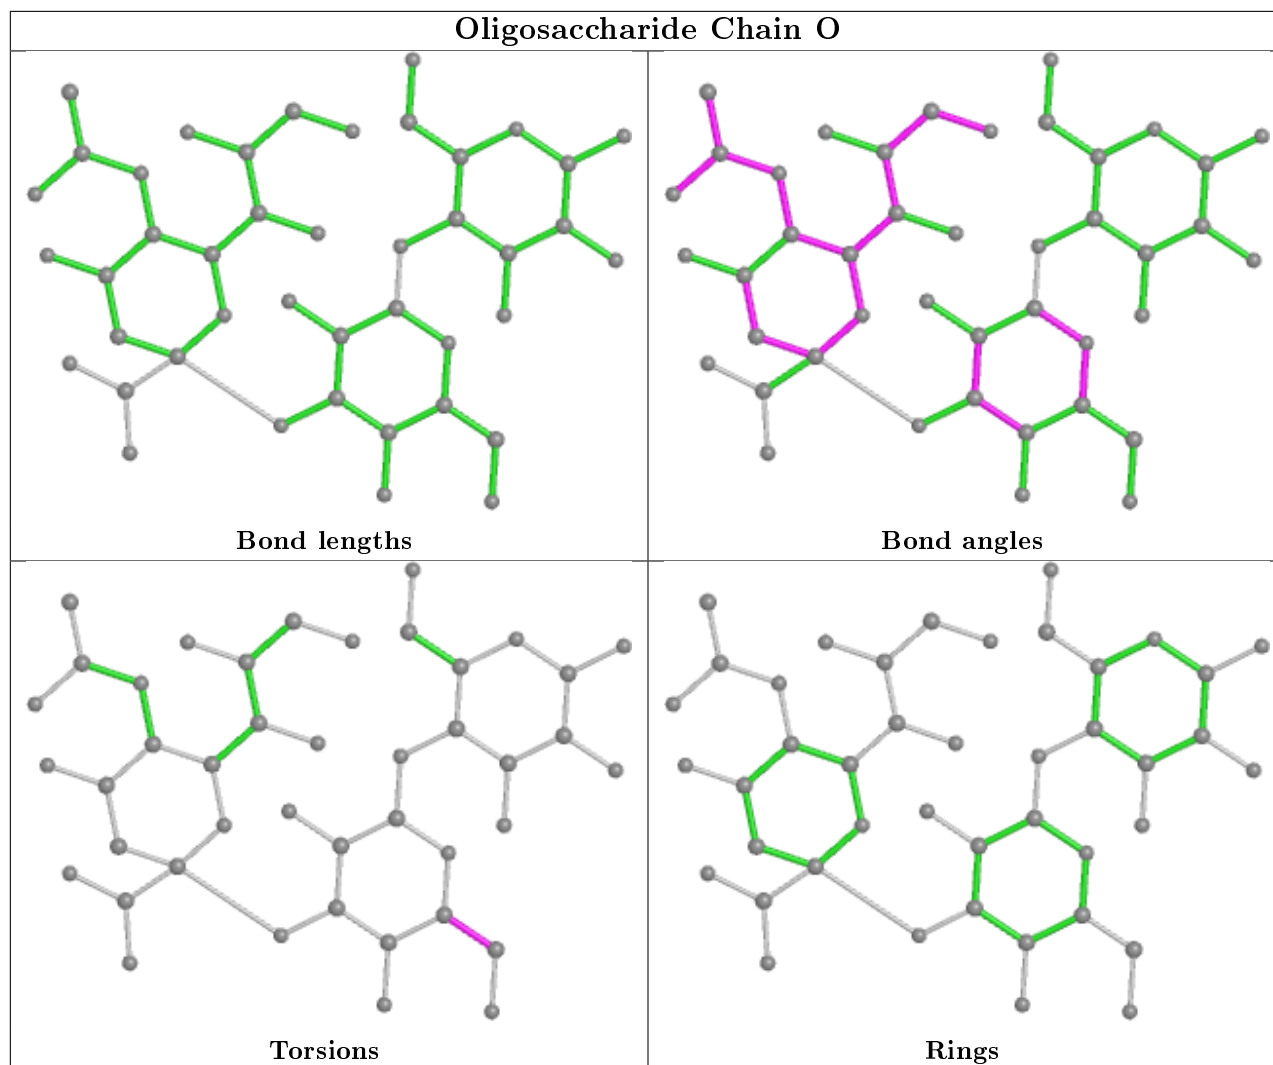 Oligosaccharide Chain O
Bond lengths
Bond angles
Torsions
Rings